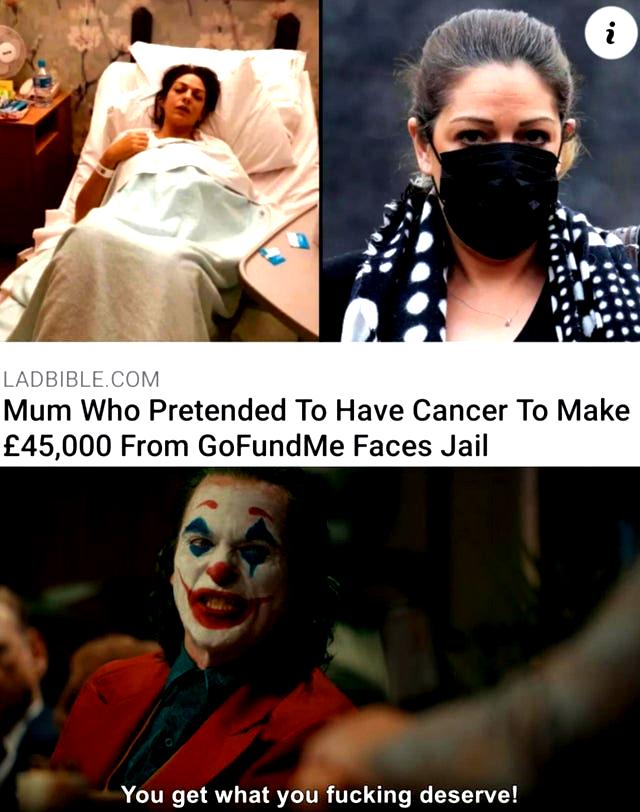 i
LADBIBLE.COM
Mum Who Pretended To Have Cancer To Make
£45,000 From GoFundMe Faces Jail
You get what you fucking deserve!